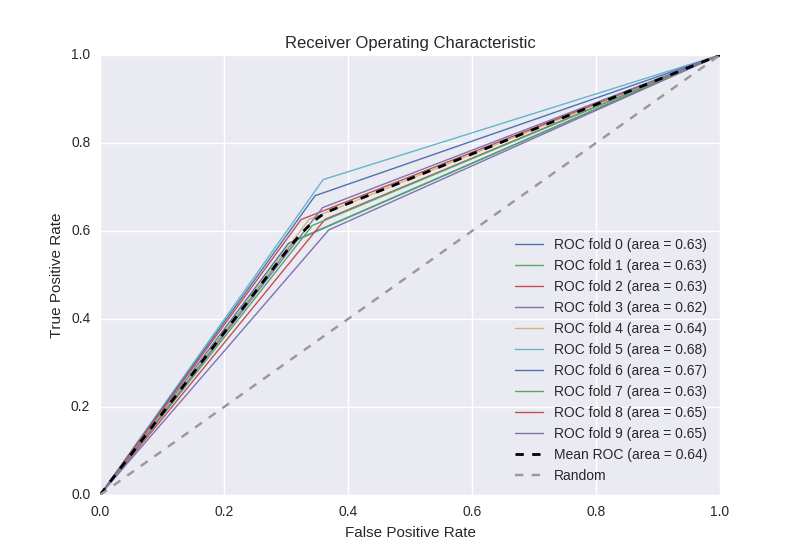 Receiver Operating Characteristic
1.0
0.8
0.6
0.4
0.2
0.0
True Positive Rate
ROC fold 0 (area = 0.63)
ROC fold 1 (area = 0.63)
ROC fold 2 (area = 0.63)
ROC fold 3 (area = 0.62)
ROC fold 4 (area = 0.64)
ROC fold 5 (area = 0.68)
ROC fold 6 (area = 0.67)
ROC fold 7 (area = 0.63)
ROC fold 8 (area = 0.65)
ROC fold 9 (area = 0.65)
Mean ROC (area = 0.64)
Random
0.0 0.2 0.4 0.6 0.8 1.0
False Positive Rate